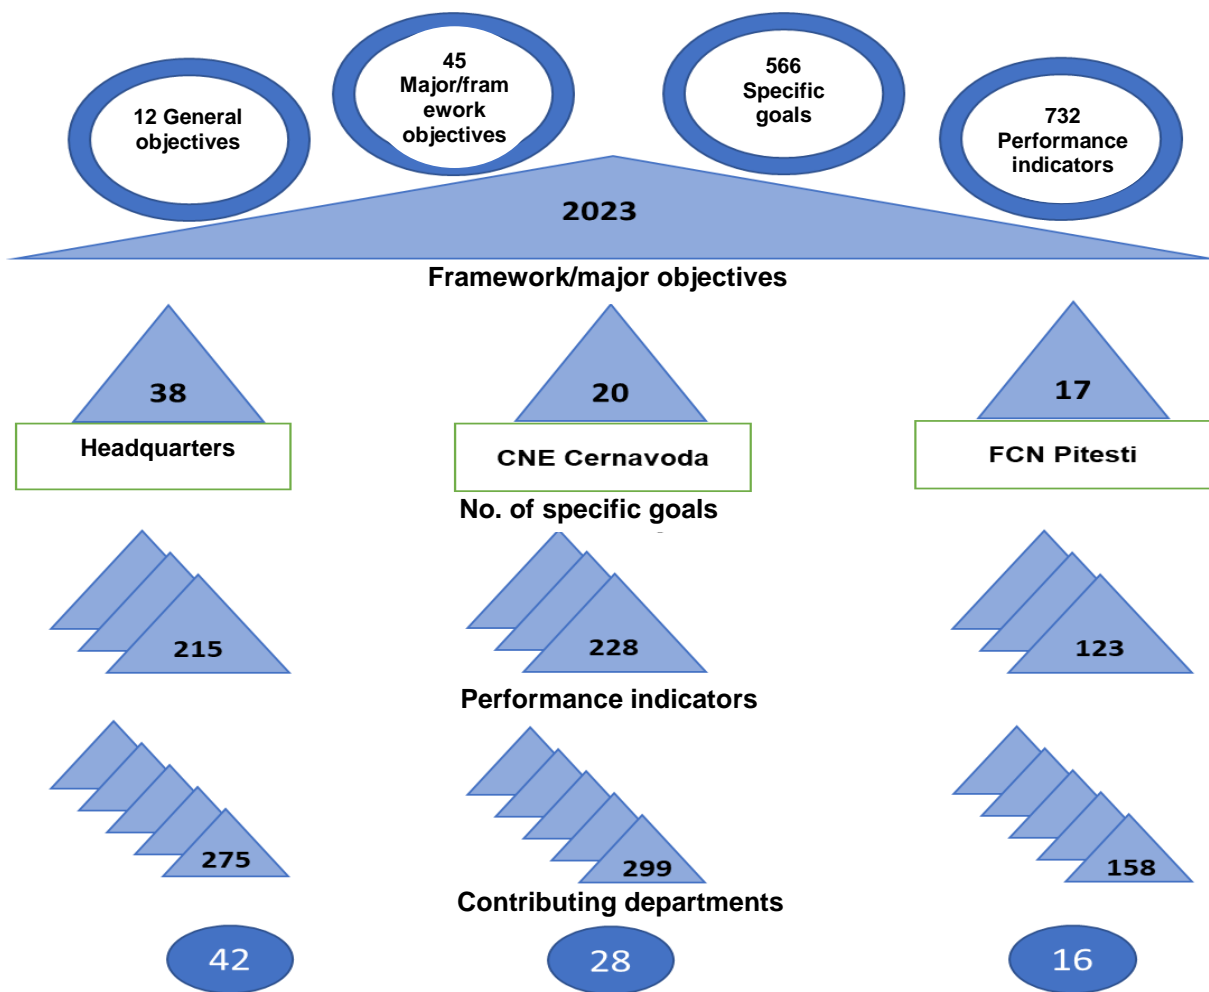 12 General
objectives
45
Major/fram
ework
objectives
566
Specific
goals
732
Performance
indicators
2023
Framework/major objectives
38
20
17
Headquarters
CNE Cernavoda
FCN Pitesti
No. of specific goals
215
228
123
Performance indicators
275
299
158
Contributing departments
42
28
16